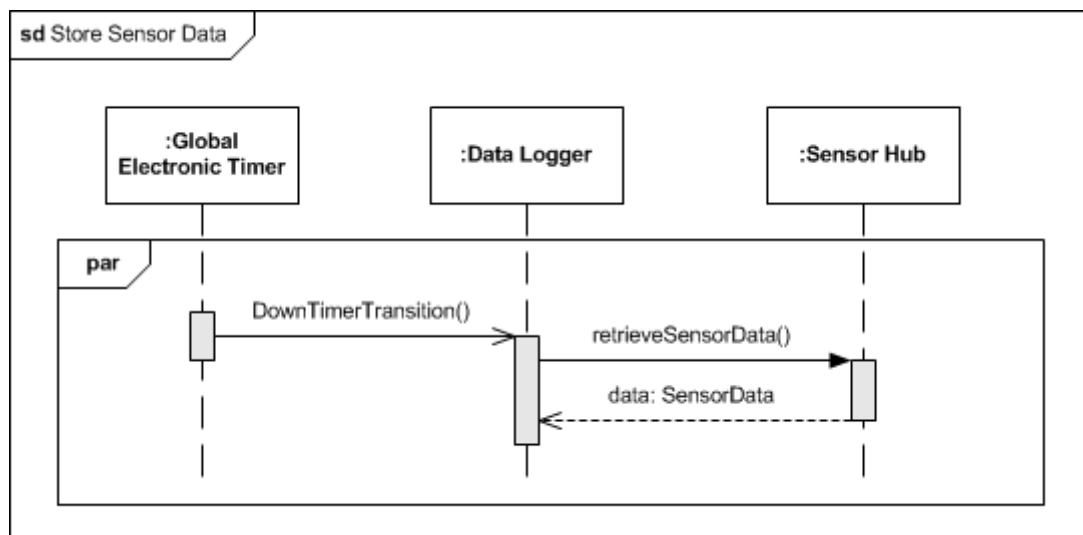 sd Store Sensor Data
:Global
Electronic Timer
:Data Logger
:Sensor Hub
par
DownTimerTransition()
retrieveSensorData()
data: SensorData